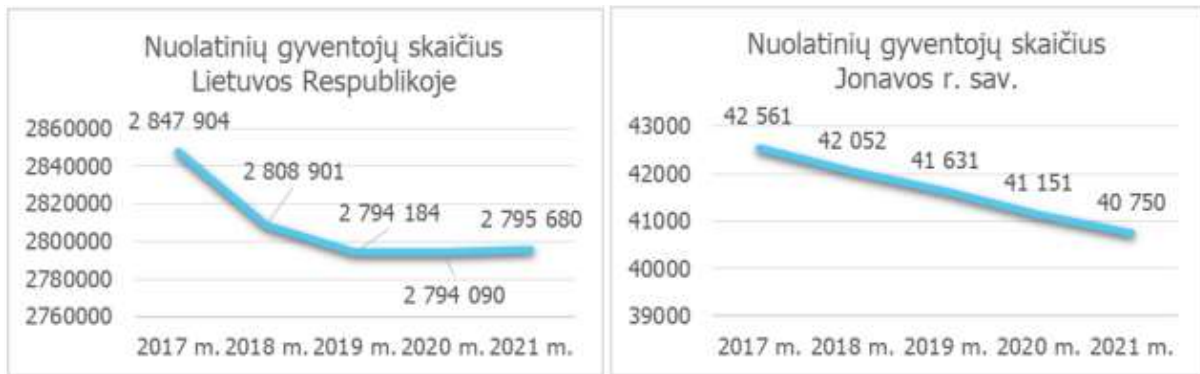 Nuolatinių gyventojų skaičius
Lietuvos Respublikoje
2 847 904
2 808 901
2 794 184
2 795 680
2 794 090
2860000
2840000
2820000
2800000
2780000
2760000
2017 m. 2018 m. 2019 m. 2020 m. 2021 m.
Nuolatinių gyventojų skaičius
Jonavos r. sav.
42 561
42 052
41 631
41 151
40 750
43000
42000
41000
40000
39000
2017 m. 2018 m. 2019 m. 2020 m. 2021 m.